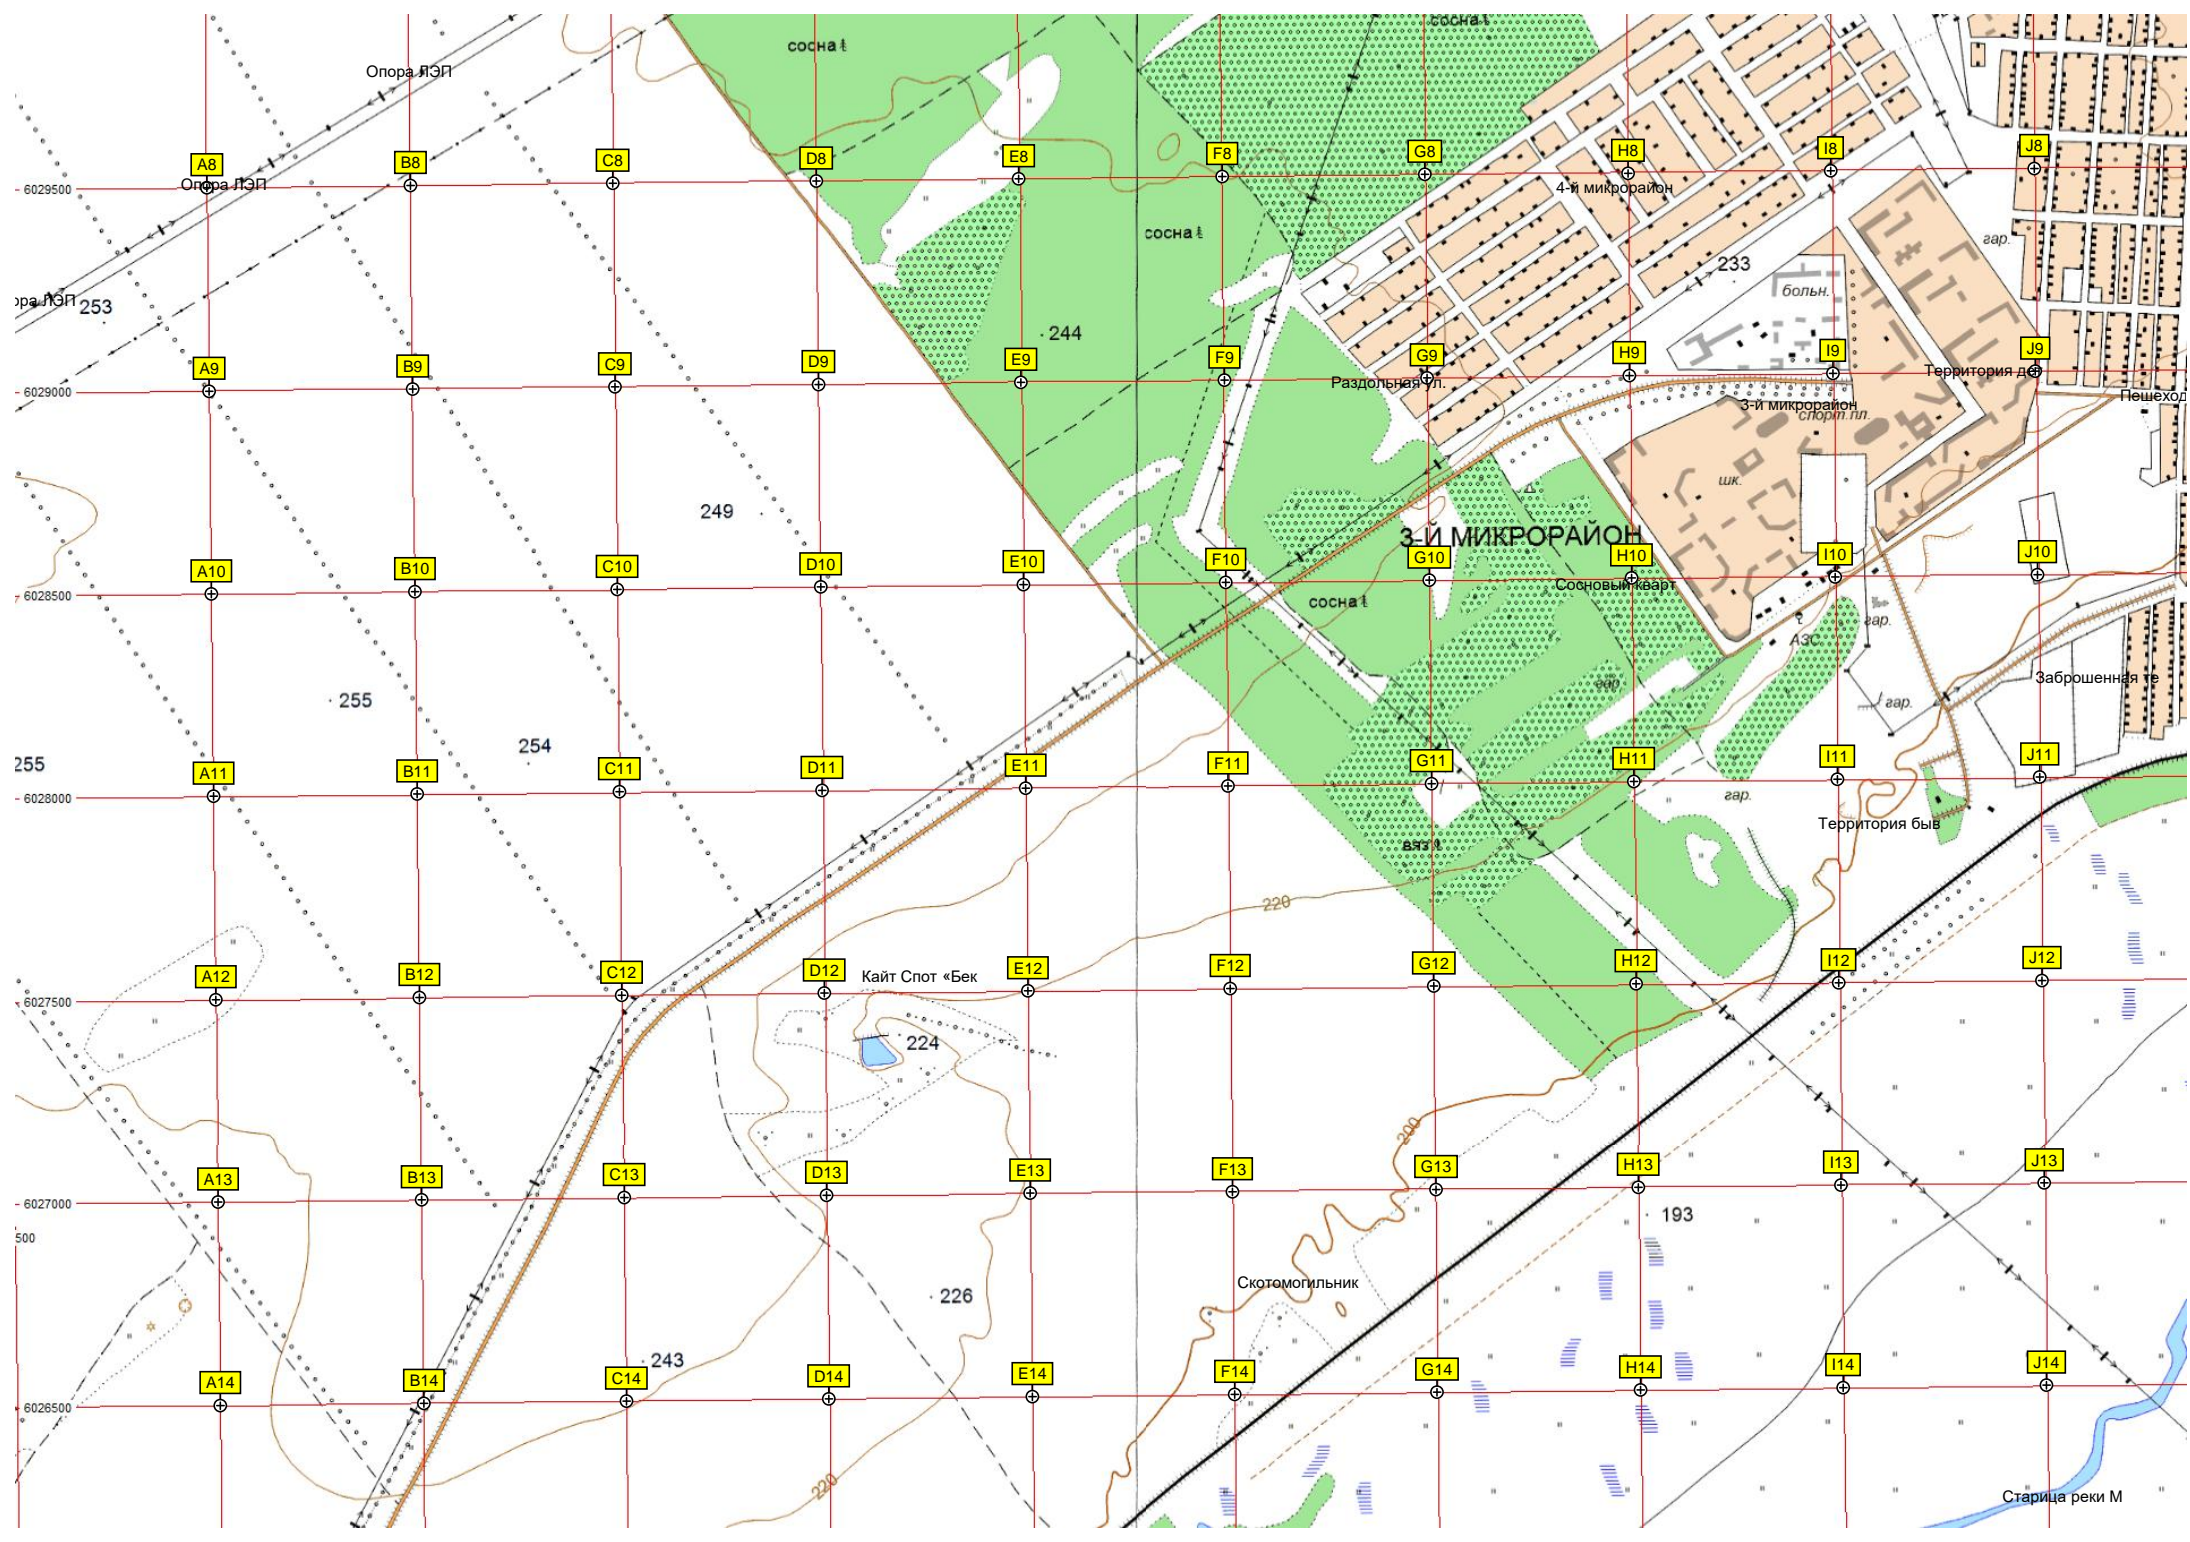 сосна
сосна
Опора ЛЭП
A8
B8
C8
D8
E8
F8
G8
H8
I8
J8
Опора ЛЭП
6029500
4-й микрорайон
сосна
гар.
233
больн.
ЛЭП
253
244
A9
B9
C9
D9
E9
F9
G9
H9
I9
J9
Раздольная ул.
Территория
6029000
3-й микрорайон
спорт.пл.
Пешеход
шк.
249
3-Й МИКРОРАЙОН
A10
B10
C10
D10
E10
F10
G10
H10
I10
J10
Сосновый кварт
6028500
сосна
гар.
АЗС
Заброшенная те
гар.
гар.
255
254
255
A11
B11
C11
D11
E11
F11
G11
H11
I11
J11
6028000
гар.
Территория быв
вяз
220
A12
B12
C12
D12
E12
F12
G12
H12
I12
J12
Кайт Спот «Бек
6027500
224
200
A13
B13
C13
D13
E13
F13
G13
H13
I13
J13
6027000
193
500
Скотомогильник
226
243
A14
B14
C14
D14
E14
F14
G14
H14
I14
J14
6026500
220
Старица реки М